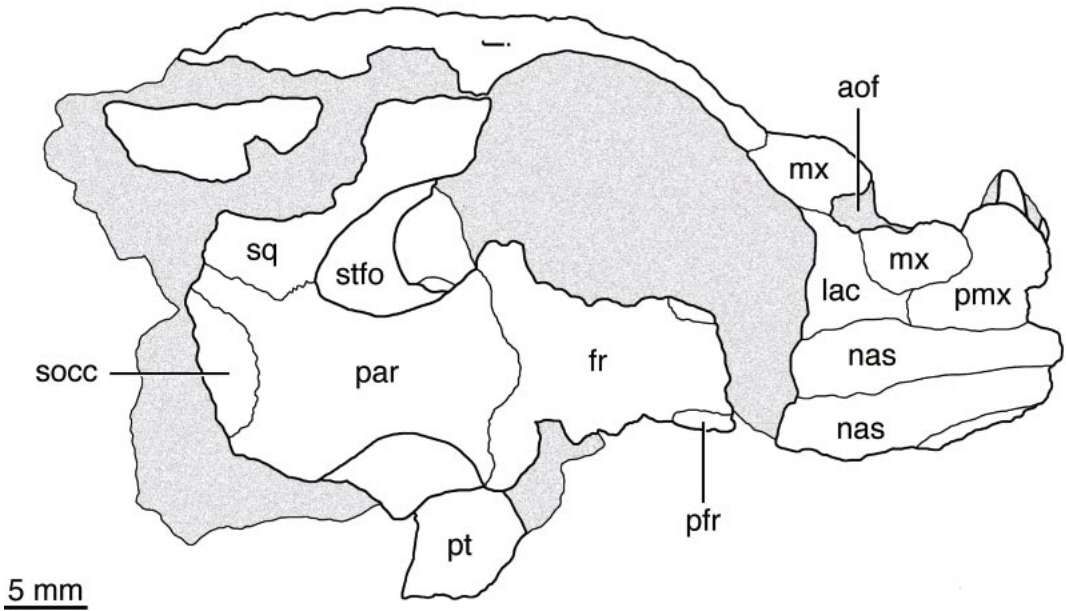 aof
mx
sq
stfo
mx
lac
pmx
socc
par
fr
nas
nas
pfr
pt
5 mm